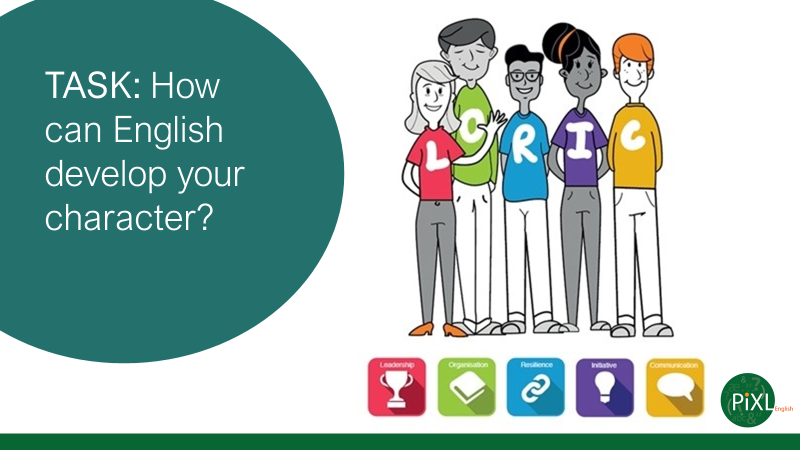 TASK: How
can English
develop your
character?
L O R I C
Leadership
Organisation
Resilience
Initiative
Communication
PiXL
English